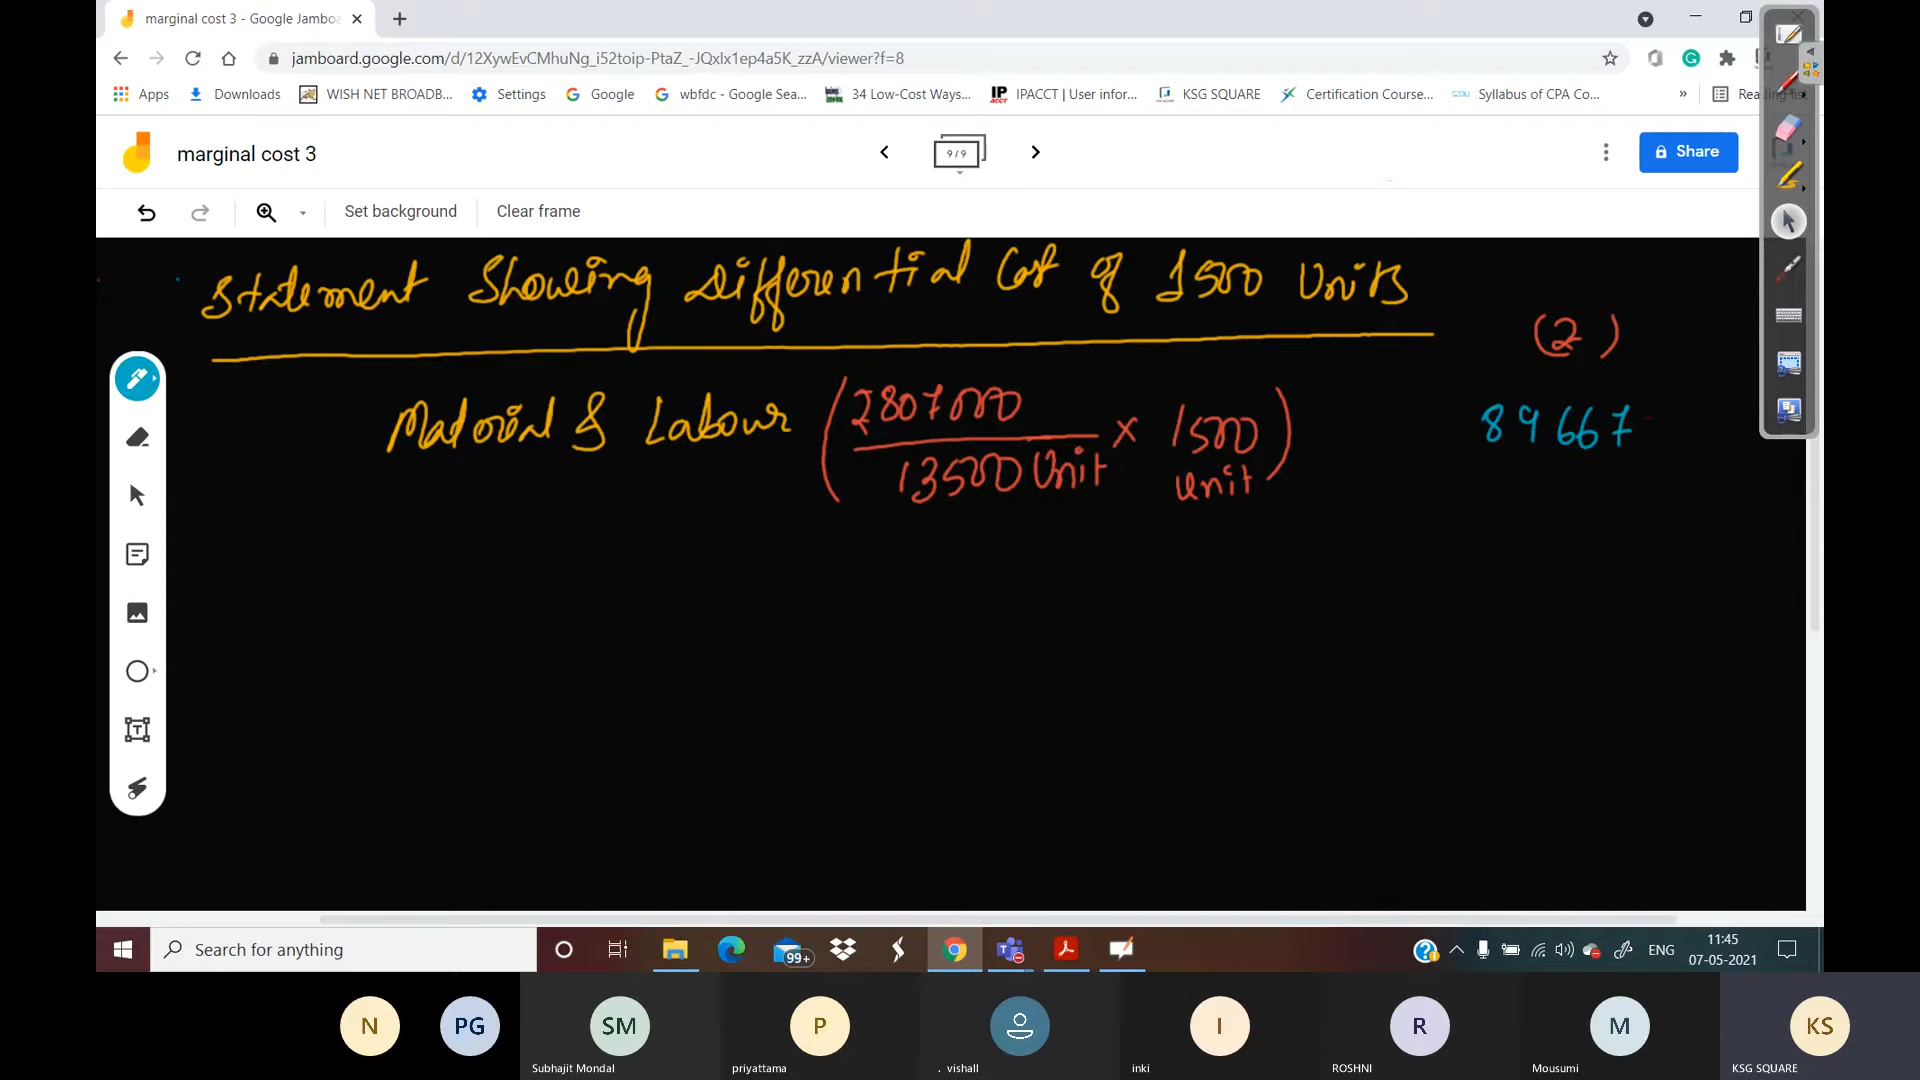 marginal cost 3 - Google Jambo
jamboard.google.com/d/12XywEvCMhuNg_i52toip-PtaZ_-JQxlx1ep4a5K_zzA/viewer?f=8
Apps Downloads WISH NET BROADB... Settings Google wbfdc - Google Sea... 34 Low-Cost Ways... IPACCT | User infor... KSG SQUARE Certification Course... Syllabus of CPA Co... » Reading list
marginal cost 3
9 / 9
Share
Set background Clear frame
Statement Showing Differential Cost of 1500 Units
(2)
Material & Labour (2807000 / 13500 Unit × 1500 Unit) 89667
Search for anything
99+
ENG
11:45
07-05-2021
N PG SM P I R M KS
Subhajit Mondal priyattama . vishall inki ROSHNI Mousumi KSG SQUARE